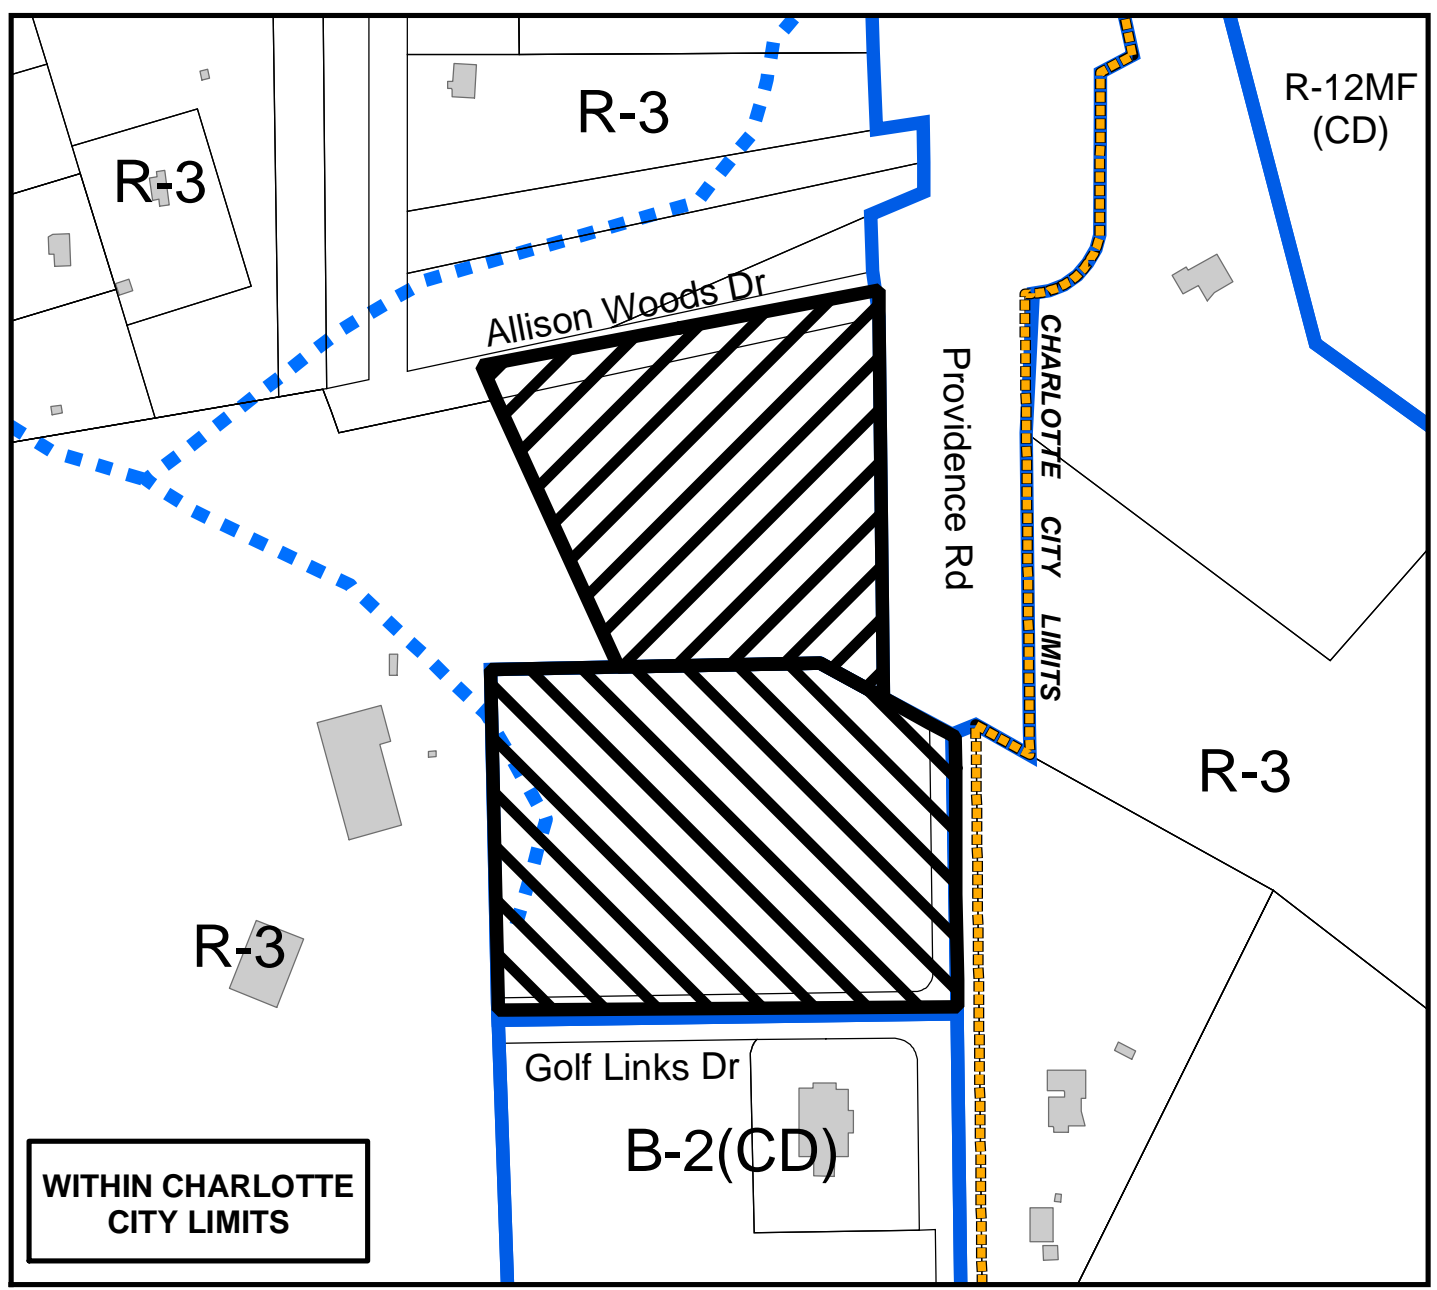 R-3
R-12MF
(CD)
R-3
Allison Woods Dr
Providence Rd
CHARLOTTE CITY LIMITS
R-3
R-3
Golf Links Dr
B-2(CD)
WITHIN CHARLOTTE
CITY LIMITS